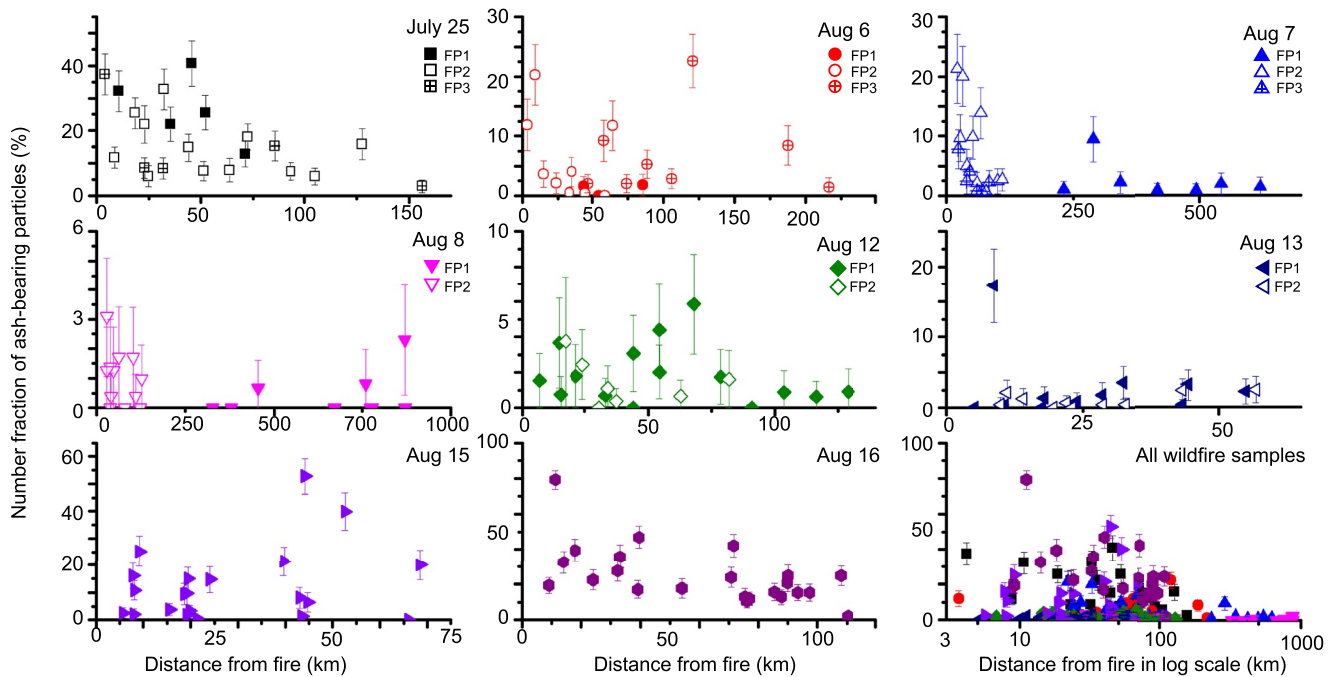 Number fraction of ash-bearing particles (%)
July 25
FP1
FP2
FP3
40
20
0
0 50 100 150
Aug 6
FP1
FP2
FP3
30
20
10
0
0 50 100 150 200
Aug 7
FP1
FP2
FP3
30
20
10
0
0 250 500
Aug 8
FP1
FP2
6
3
0
0 250 500 750 1000
Aug 12
FP1
FP2
10
5
0
0 50 100
Aug 13
FP1
FP2
20
10
0
0 25 50
Aug 15
60
40
20
0
0 25 50 75
Distance from fire (km)
Aug 16
100
50
0
0 50 100
Distance from fire (km)
All wildfire samples
100
50
0
3 10 100 1000
Distance from fire in log scale (km)